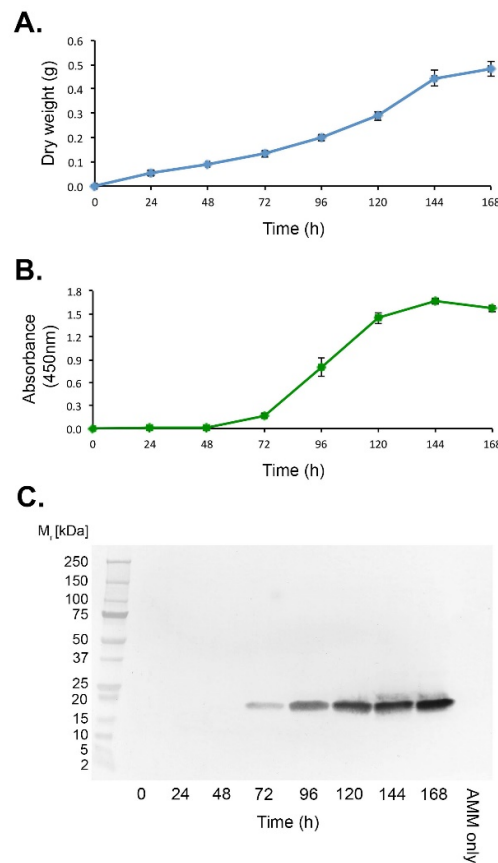 A.
Dry weight (g)
0.6
0.5
0.4
0.3
0.2
0.1
0.0
0 24 48 72 96 120 144 168
Time (h)
B.
Absorbance
(450nm)
1.8
1.5
1.2
0.9
0.6
0.3
0.0
0 24 48 72 96 120 144 168
Time (h)
C.
Mr [kDa]
250
150
100
75
50
37
25
20
15
10
5
2
0 24 48 72 96 120 144 168 AMM only
Time (h)